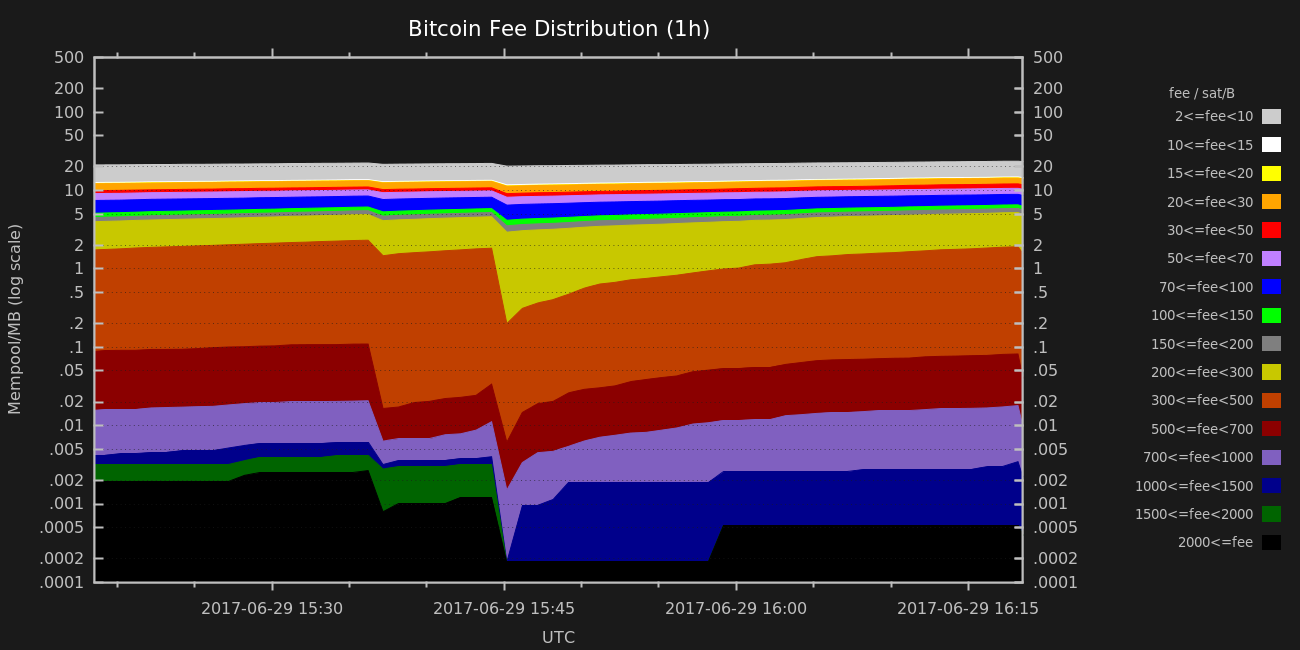 Bitcoin Fee Distribution (1h)
500
200
100
50
20
10
5
2
1
.5
.2
.1
.05
.02
.01
.005
.002
.001
.0005
.0002
.0001
Mempool/MB (log scale)
500
200
100
50
20
10
5
2
1
.5
.2
.1
.05
.02
.01
.005
.002
.001
.0005
.0002
.0001
2017-06-29 15:30
2017-06-29 15:45
2017-06-29 16:00
2017-06-29 16:15
UTC
fee / sat/B
2<=fee<10
10<=fee<15
15<=fee<20
20<=fee<30
30<=fee<50
50<=fee<70
70<=fee<100
100<=fee<150
150<=fee<200
200<=fee<300
300<=fee<500
500<=fee<700
700<=fee<1000
1000<=fee<1500
1500<=fee<2000
2000<=fee